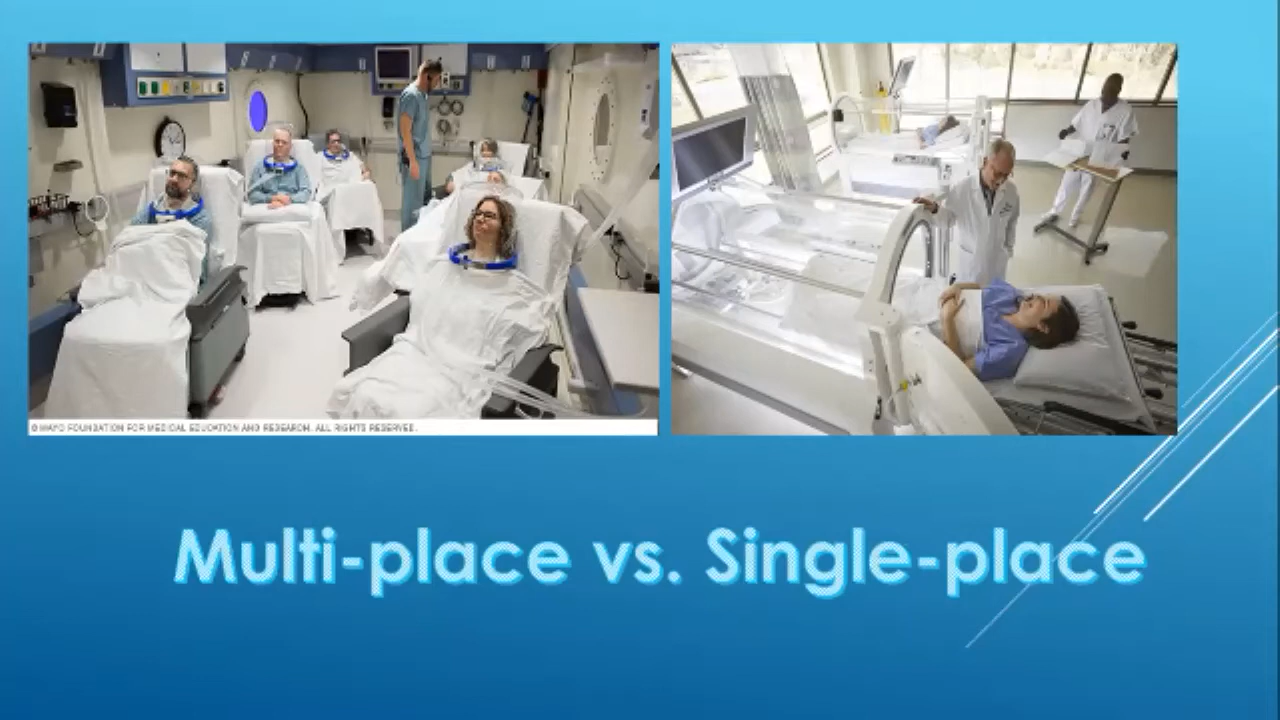 © MAYO FOUNDATION FOR MEDICAL EDUCATION AND RESEARCH. ALL RIGHTS RESERVED.
Multi-place vs. Single-place